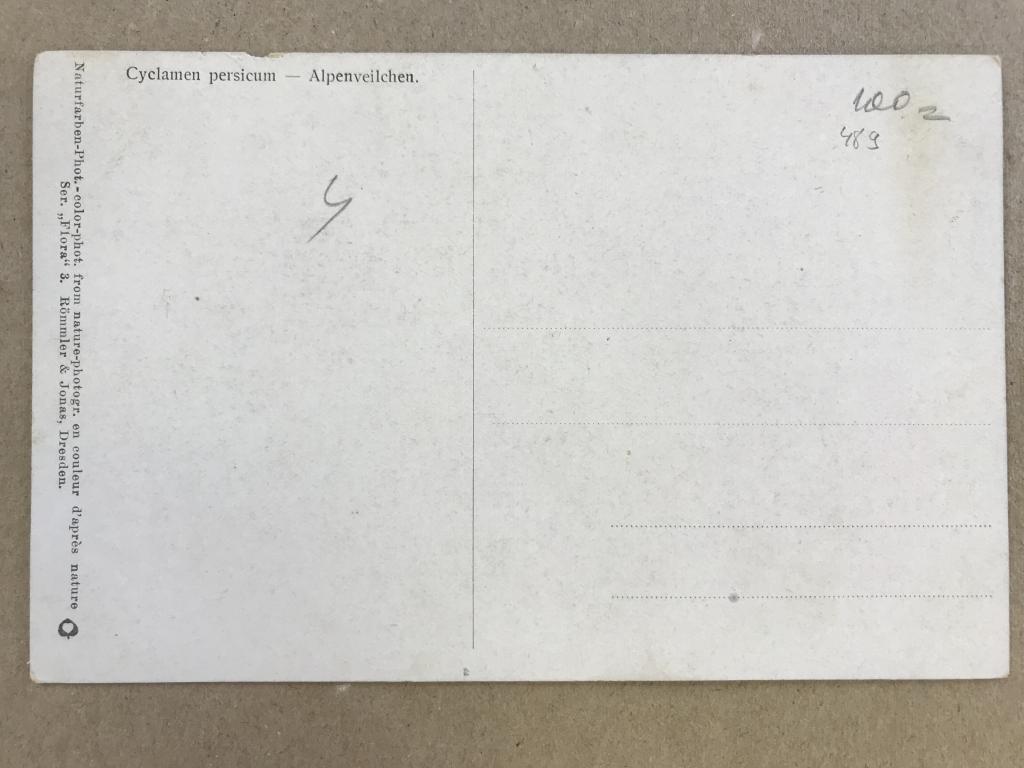 Cyclamen persicum — Alpenveilchen.
100.=
489
4
Naturfarben-Phot.-color-phot. from nature-photogr. en couleur d'après nature
Ser. „Flora“ 3. Römmler & Jonas, Dresden.